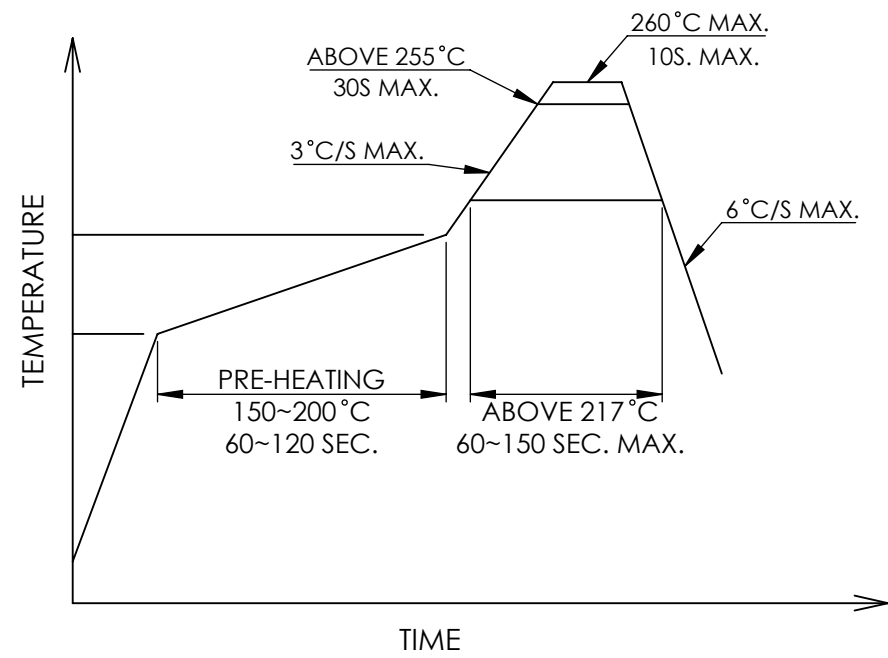 260°C MAX.
10S. MAX.
ABOVE 255°C
30S MAX.
3°C/S MAX.
6°C/S MAX.
TEMPERATURE
PRE-HEATING
150~200°C
60~120 SEC.
ABOVE 217°C
60~150 SEC. MAX.
TIME